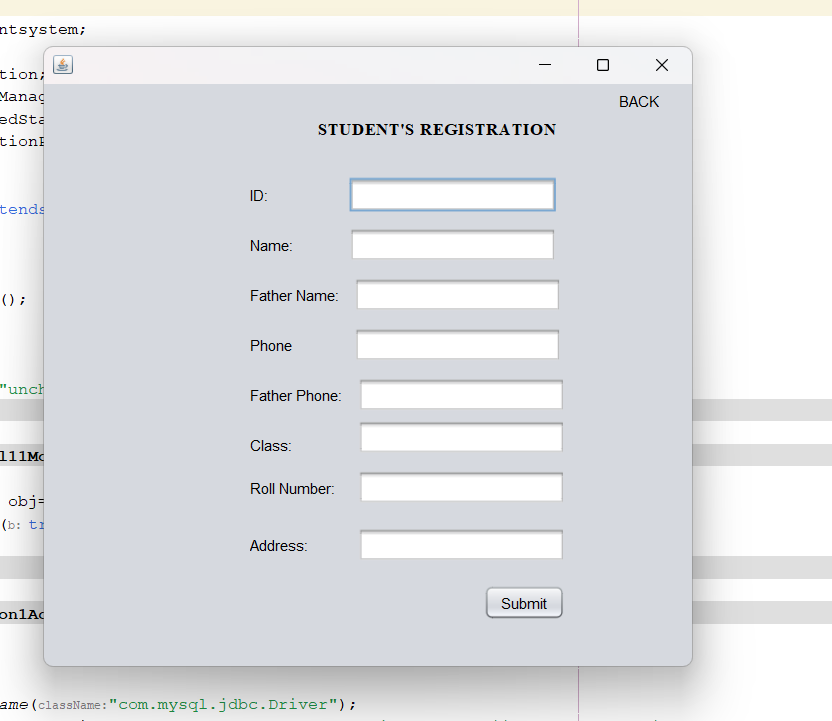 ntsystem;
tion;
Manag
BACK
edSta
STUDENT'S REGISTRATION
tionP
ID:
tends
Name:
();
Father Name:
Phone
"unch
Father Phone:
Class:
l11Mo
Roll Number:
obj=
(b: tr
Address:
Submit
on1Ac
ame(className:"com.mysql.jdbc.Driver");